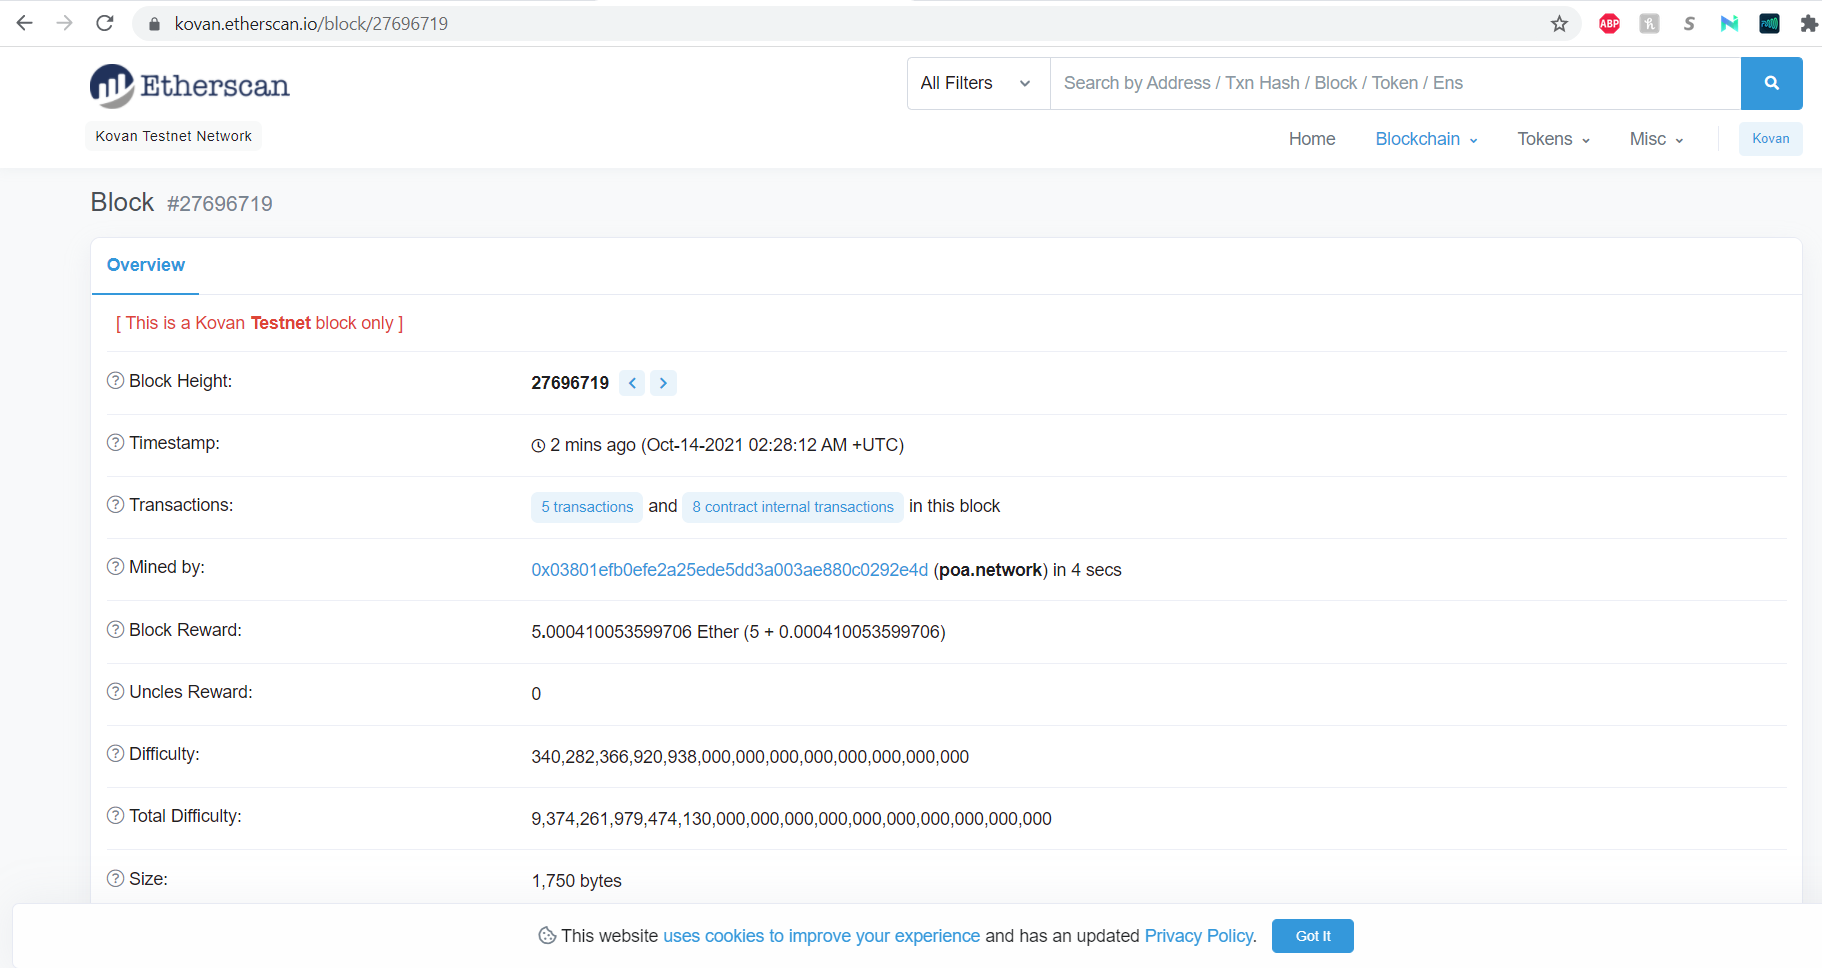 kovan.etherscan.io/block/27696719
ABP
Etherscan
All Filters
Search by Address / Txn Hash / Block / Token / Ens
Kovan Testnet Network
Home Blockchain Tokens Misc Kovan
Block #27696719
Overview
[ This is a Kovan Testnet block only ]
Block Height: 27696719
Timestamp: 2 mins ago (Oct-14-2021 02:28:12 AM +UTC)
Transactions: 5 transactions and 8 contract internal transactions in this block
Mined by: 0x03801efb0efe2a25ede5dd3a003ae880c0292e4d (poa.network) in 4 secs
Block Reward: 5.000410053599706 Ether (5 + 0.000410053599706)
Uncles Reward: 0
Difficulty: 340,282,366,920,938,000,000,000,000,000,000,000,000
Total Difficulty: 9,374,261,979,474,130,000,000,000,000,000,000,000,000,000,000
Size: 1,750 bytes
This website uses cookies to improve your experience and has an updated Privacy Policy.
Got It